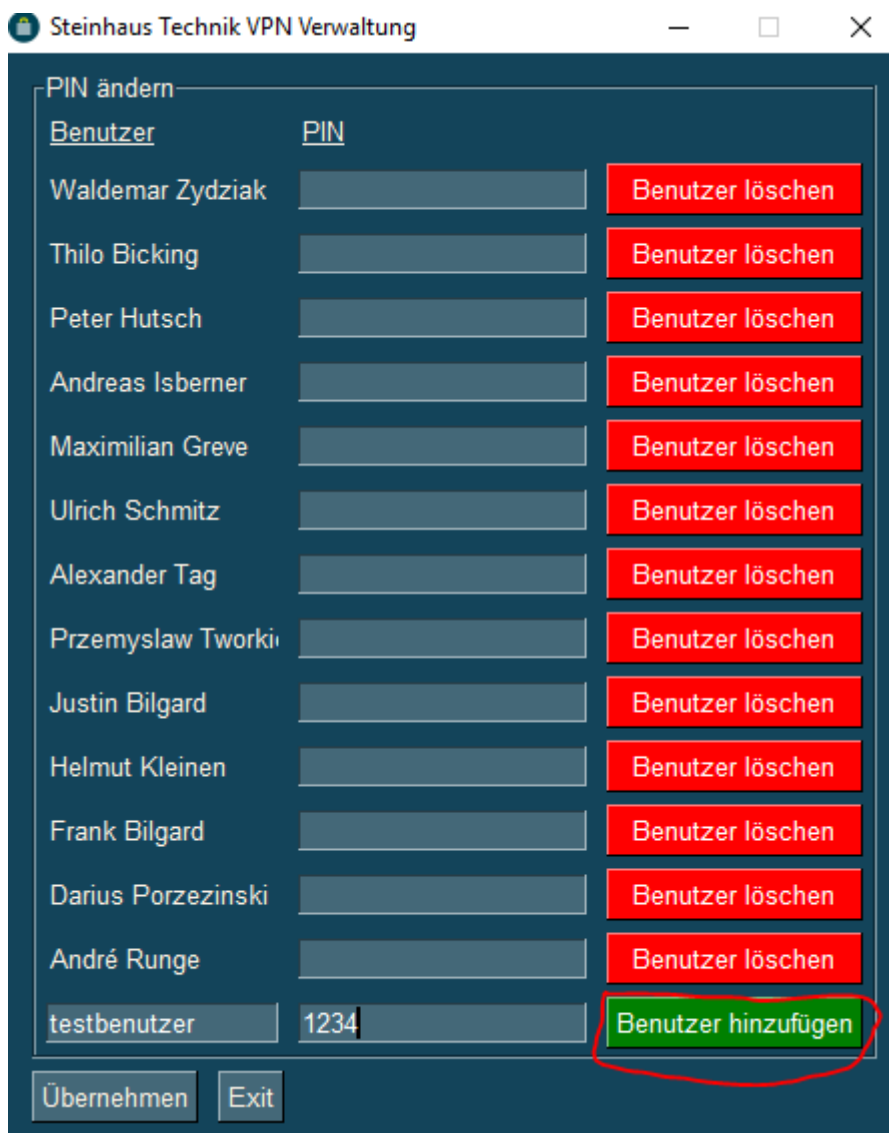 Steinhaus Technik VPN Verwaltung
PIN ändern
Benutzer PIN
Waldemar Zydziak Benutzer löschen
Thilo Bicking Benutzer löschen
Peter Hutsch Benutzer löschen
Andreas Isberner Benutzer löschen
Maximilian Greve Benutzer löschen
Ulrich Schmitz Benutzer löschen
Alexander Tag Benutzer löschen
Przemyslaw Benutzer löschen
Justin Bilgard Benutzer löschen
Helmut Kleinen Benutzer löschen
Frank Bilgard Benutzer löschen
Darius Porzezinski Benutzer löschen
André Runge Benutzer löschen
testbenutzer 1234 Benutzer hinzufügen
Übernehmen Exit